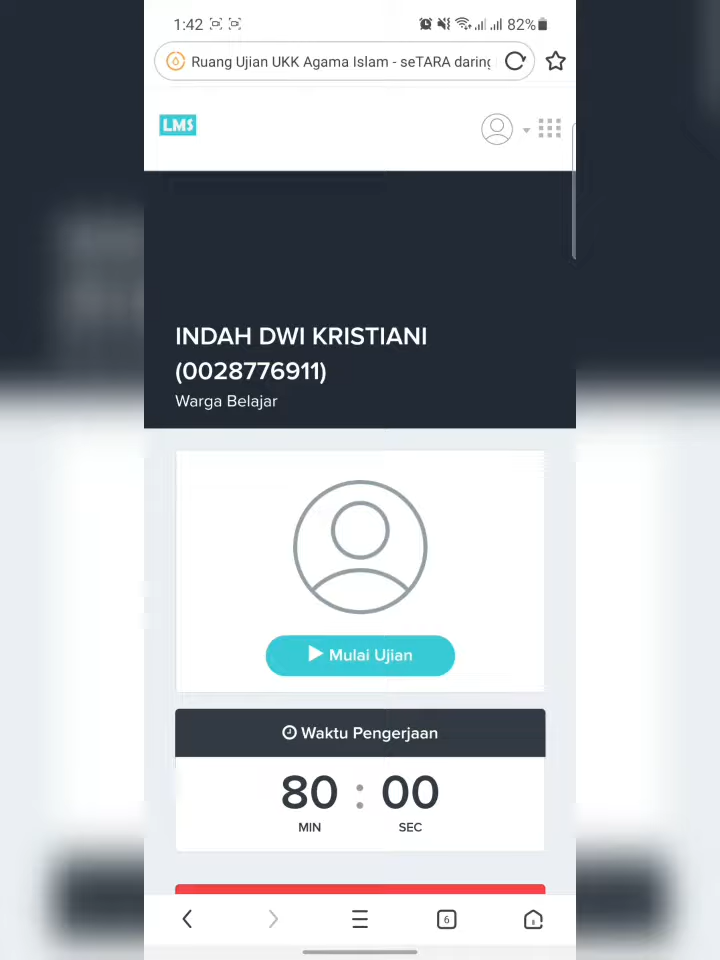 1:42
82%
Ruang Ujian UKK Agama Islam - seTARA daring
LMS
INDAH DWI KRISTIANI
(0028776911)
Warga Belajar
Mulai Ujian
Waktu Pengerjaan
80 : 00
MIN SEC
6